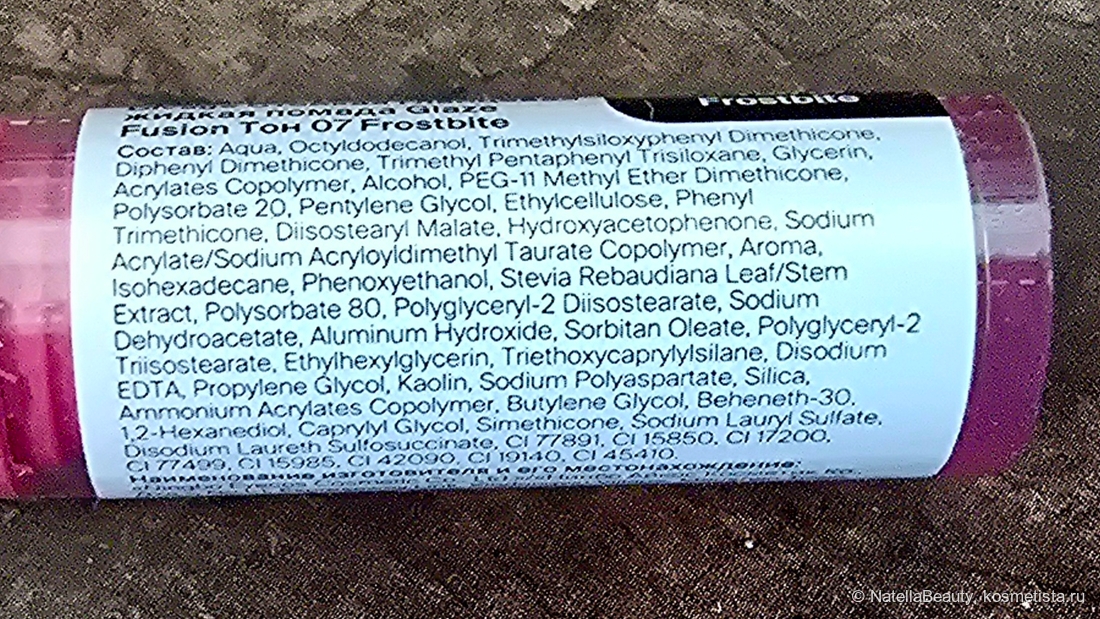 Frostbite
жидкая помада Glaze
Fusion Тон 07 Frostbite
Состав: Aqua, Octyldodecanol, Trimethylsiloxyphenyl Dimethicone,
Diphenyl Dimethicone, Trimethyl Pentaphenyl Trisiloxane, Glycerin,
Acrylates Copolymer, Alcohol, PEG-11 Methyl Ether Dimethicone,
Polysorbate 20, Pentylene Glycol, Ethylcellulose, Phenyl
Trimethicone, Diisostearyl Malate, Hydroxyacetophenone, Sodium
Acrylate/Sodium Acryloyldimethyl Taurate Copolymer, Aroma,
Isohexadecane, Phenoxyethanol, Stevia Rebaudiana Leaf/Stem
Extract, Polysorbate 80, Polyglyceryl-2 Diisostearate, Sodium
Dehydroacetate, Aluminum Hydroxide, Sorbitan Oleate, Polyglyceryl-2
Triisostearate, Ethylhexylglycerin, Triethoxycaprylylsilane, Disodium
EDTA, Propylene Glycol, Kaolin, Sodium Polyaspartate, Silica,
Ammonium Acrylates Copolymer, Butylene Glycol, Beheneth-30,
1,2-Hexanediol, Caprylyl Glycol, Simethicone, Sodium Lauryl Sulfate,
Disodium Laureth Sulfosuccinate, CI 77891, CI 15850, CI 17200,
CI 77499, CI 15985, CI 42090, CI 19140, CI 45410.
Наименование изготовителя и его местонахождение:
© NatellaBeauty, kosmetista.ru